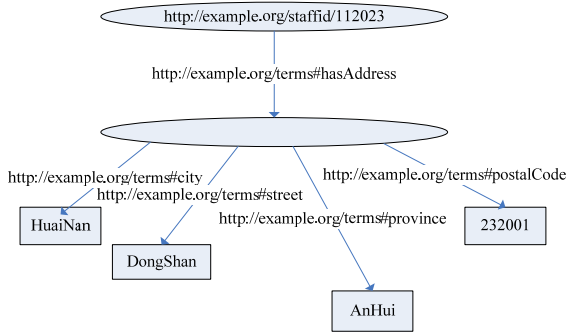 http://example.org/staffid/112023
http://example.org/terms#hasAddress
http://example.org/terms#city
http://example.org/terms#postalCode
http://example.org/terms#street
http://example.org/terms#province
HuaiNan
232001
DongShan
AnHui